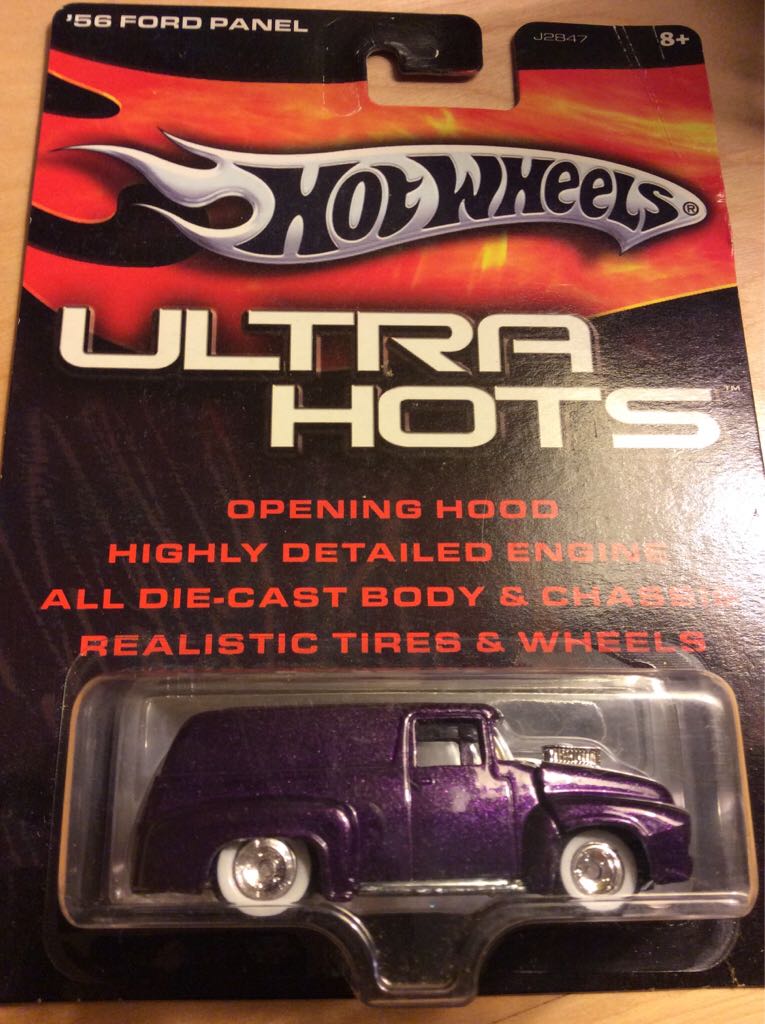 '56 FORD PANEL
J2847
8+
HOT WHEELS®
ULTRA
HOTS™
OPENING HOOD
HIGHLY DETAILED ENGINE
ALL DIE-CAST BODY & CHASSIS
REALISTIC TIRES & WHEELS